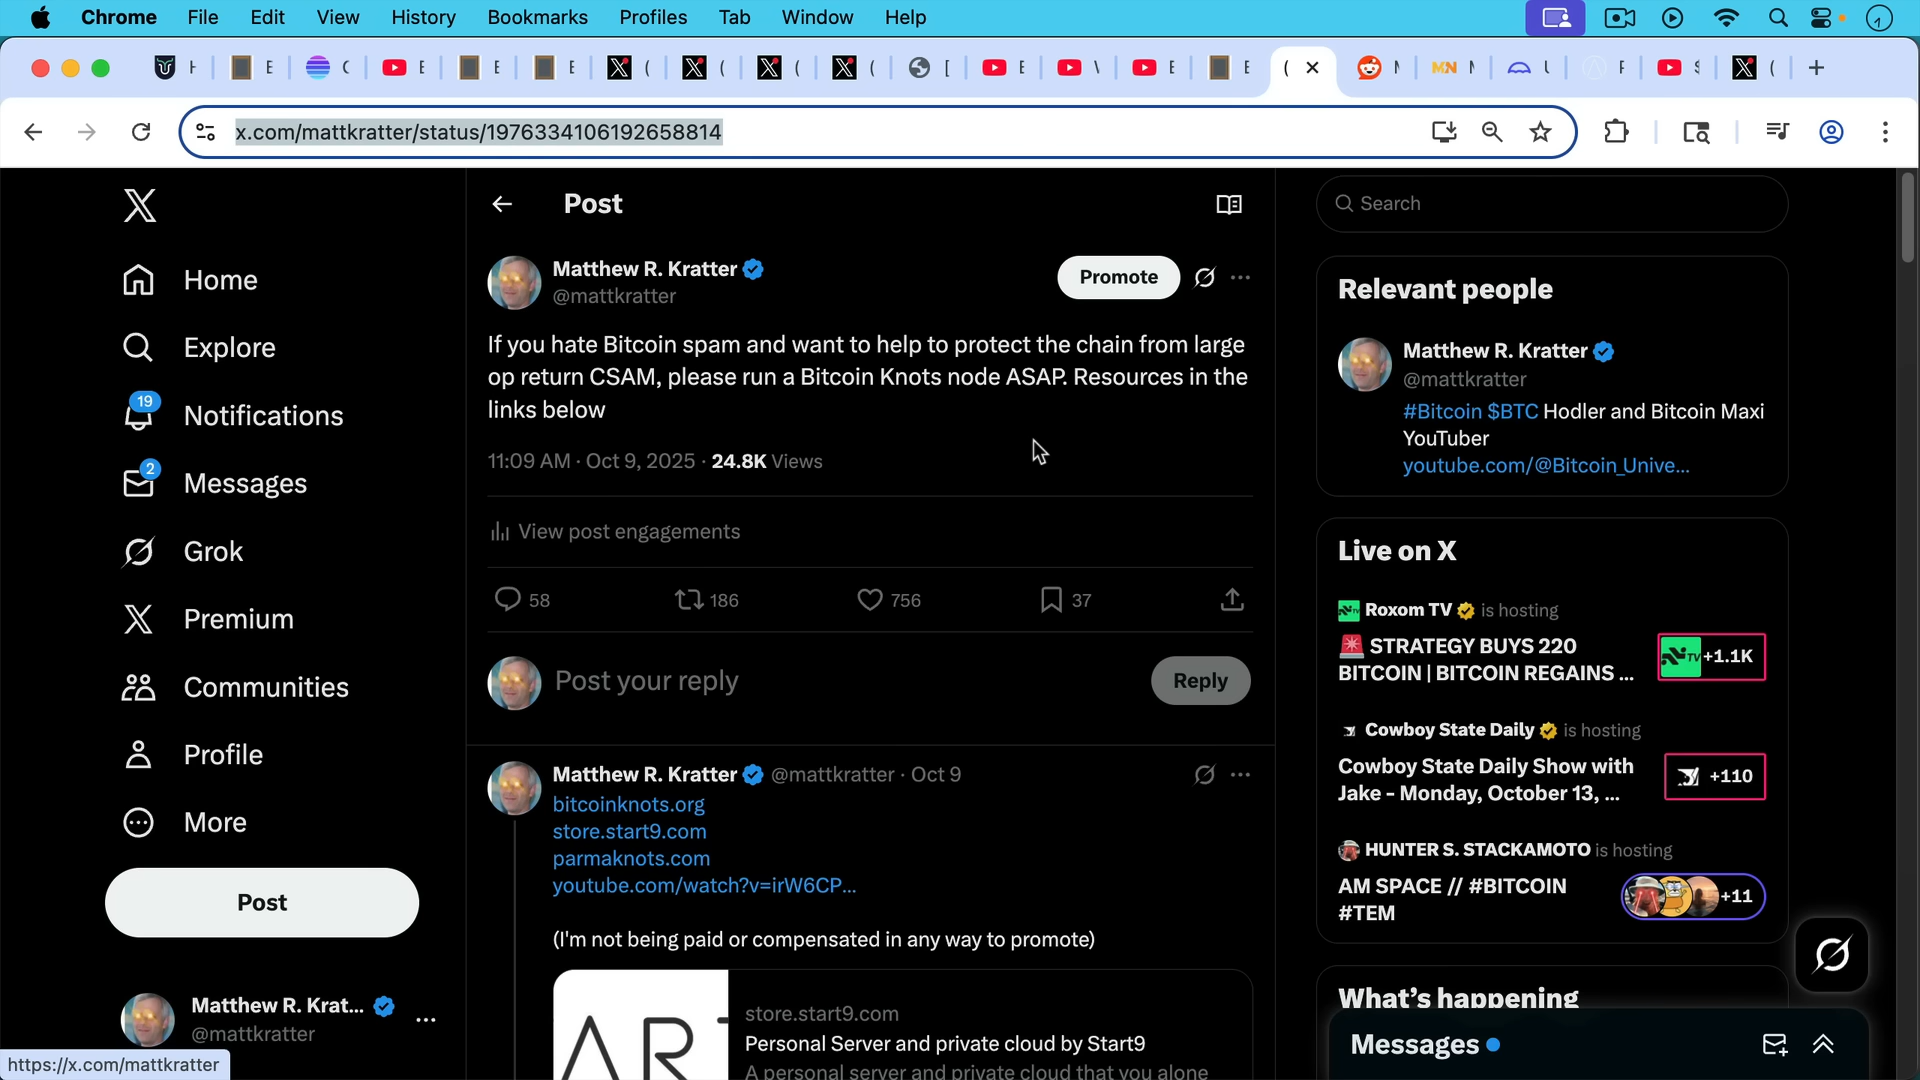 Chrome File Edit View History Bookmarks Profiles Tab Window Help
x.com/mattkratter/status/1976334106192658814
Home
Explore
19
Notifications
2
Messages
Grok
Premium
Communities
Profile
More
Post
Matthew R. Krat...
@mattkratter
https://x.com/mattkratter
Post
Matthew R. Kratter
@mattkratter
Promote
If you hate Bitcoin spam and want to help to protect the chain from large
op return CSAM, please run a Bitcoin Knots node ASAP. Resources in the
links below
11:09 AM · Oct 9, 2025 · 24.8K Views
View post engagements
58 186 756 37
Post your reply
Reply
Matthew R. Kratter @mattkratter · Oct 9
bitcoinknots.org
store.start9.com
parmaknots.com
youtube.com/watch?v=irW6CP...
(I'm not being paid or compensated in any way to promote)
store.start9.com
Personal Server and private cloud by Start9
A personal server and private cloud that you alone
Search
Relevant people
Matthew R. Kratter
@mattkratter
#Bitcoin $BTC Hodler and Bitcoin Maxi
YouTuber
youtube.com/@Bitcoin_Unive...
Live on X
Roxom TV is hosting
STRATEGY BUYS 220
BITCOIN | BITCOIN REGAINS ...
+1.1K
Cowboy State Daily is hosting
Cowboy State Daily Show with
Jake - Monday, October 13, ...
+110
HUNTER S. STACKAMOTO is hosting
AM SPACE // #BITCOIN
#TEM
+11
What's happening
Messages